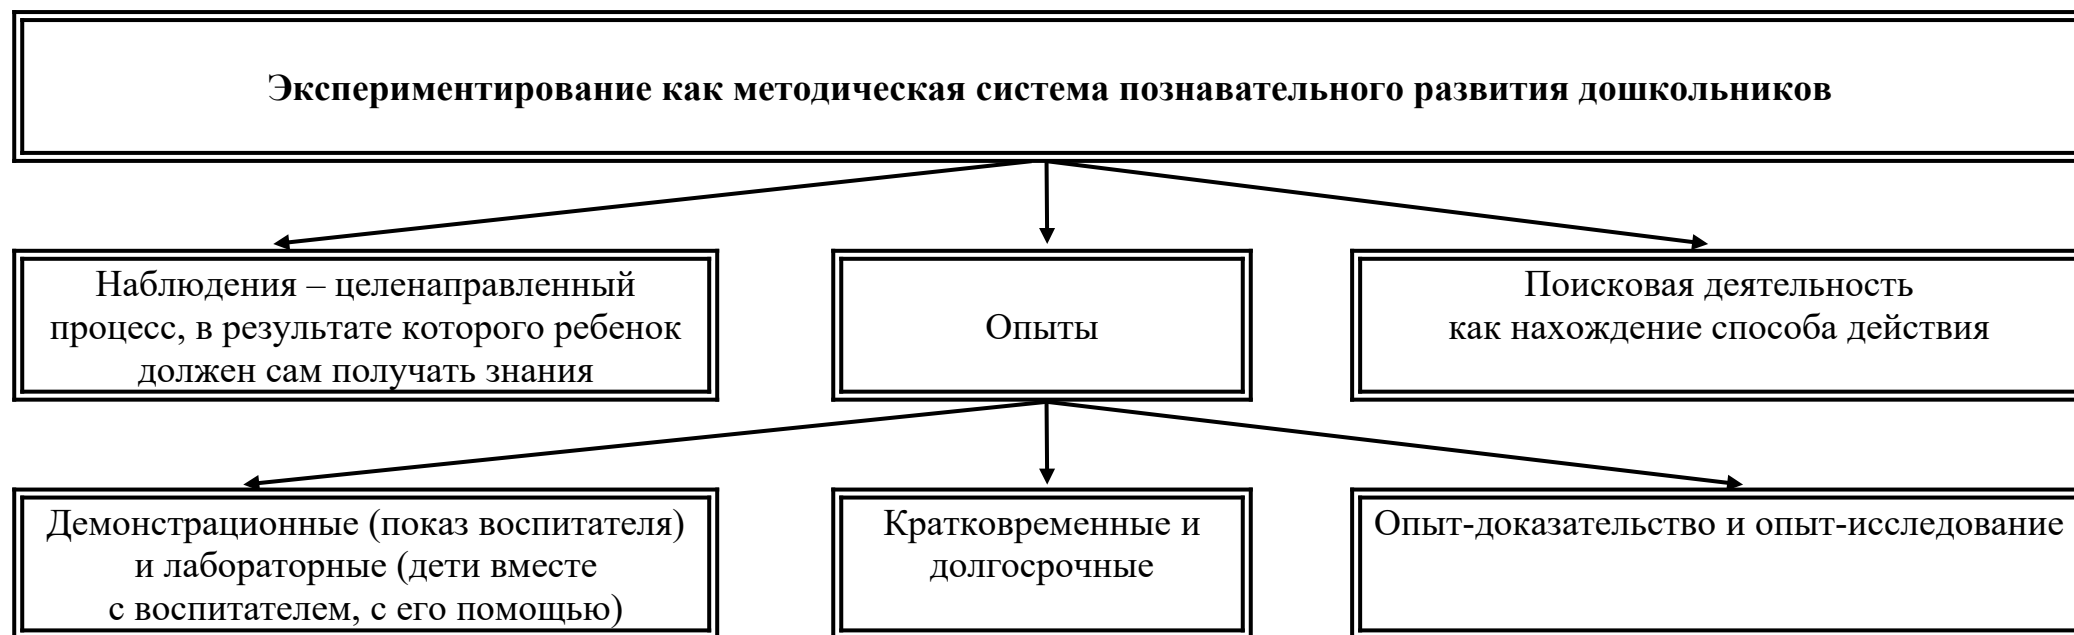 Экспериментирование как методическая система познавательного развития дошкольников
Наблюдения – целенаправленный
процесс, в результате которого ребенок
должен сам получать знания
Опыты
Поисковая деятельность
как нахождение способа действия
Демонстрационные (показ воспитателя)
и лабораторные (дети вместе
с воспитателем, с его помощью)
Кратковременные и
долгосрочные
Опыт-доказательство и опыт-исследование